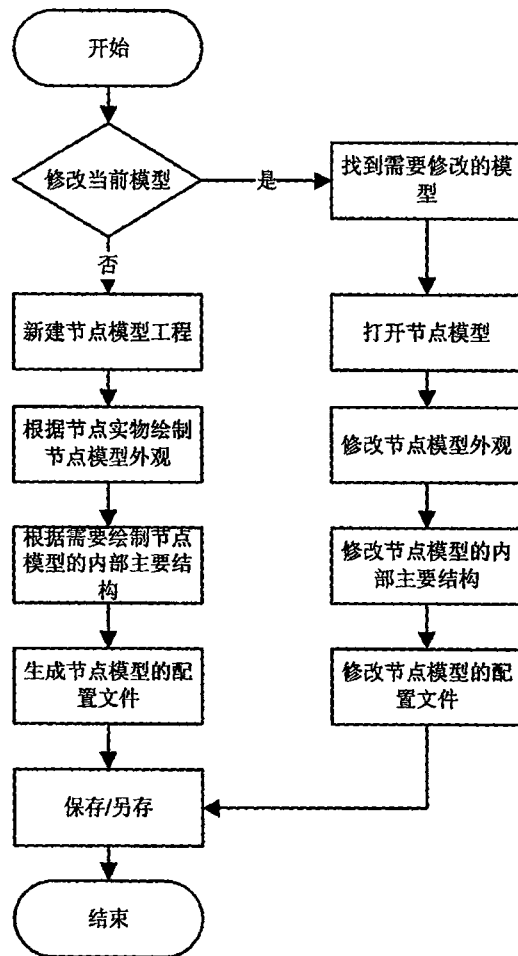 开始
修改当前模型
是
找到需要修改的模
型
否
新建节点模型工程
打开节点模型
根据节点实物绘制
节点模型外观
修改节点模型外观
根据需要绘制节点
模型的内部主要结
构
修改节点模型的内
部主要结构
生成节点模型的配
置文件
修改节点模型的配
置文件
保存/另存
结束